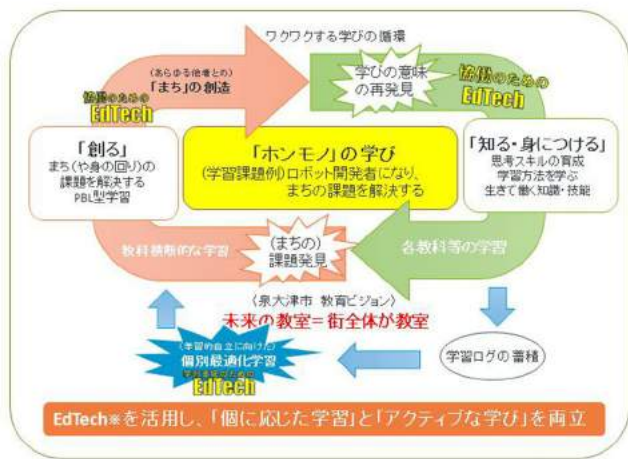 ワクワクする学びの循環
(あらゆる他者との)
「まち」の創造
学びの意味
の再発見
協働のための
EdTech
協働のための
EdTech
「創る」
まち(や身の回り)の
課題を解決する
PBL型学習
「ホンモノ」の学び
(学習課題例)ロボット開発者になり、
まちの課題を解決する
「知る・身につける」
思考スキルの育成
学習方法を学ぶ
生きて働く知識・技能
教科横断的な学習
(まちの)
課題発見
各教科等の学習
〈泉大津市 教育ビジョン〉
未来の教室=街全体が教室
(学習的自立に向けた)
個別最適化学習
EdTech
学習ログの蓄積
EdTech※を活用し、「個に応じた学習」と「アクティブな学び」を両立